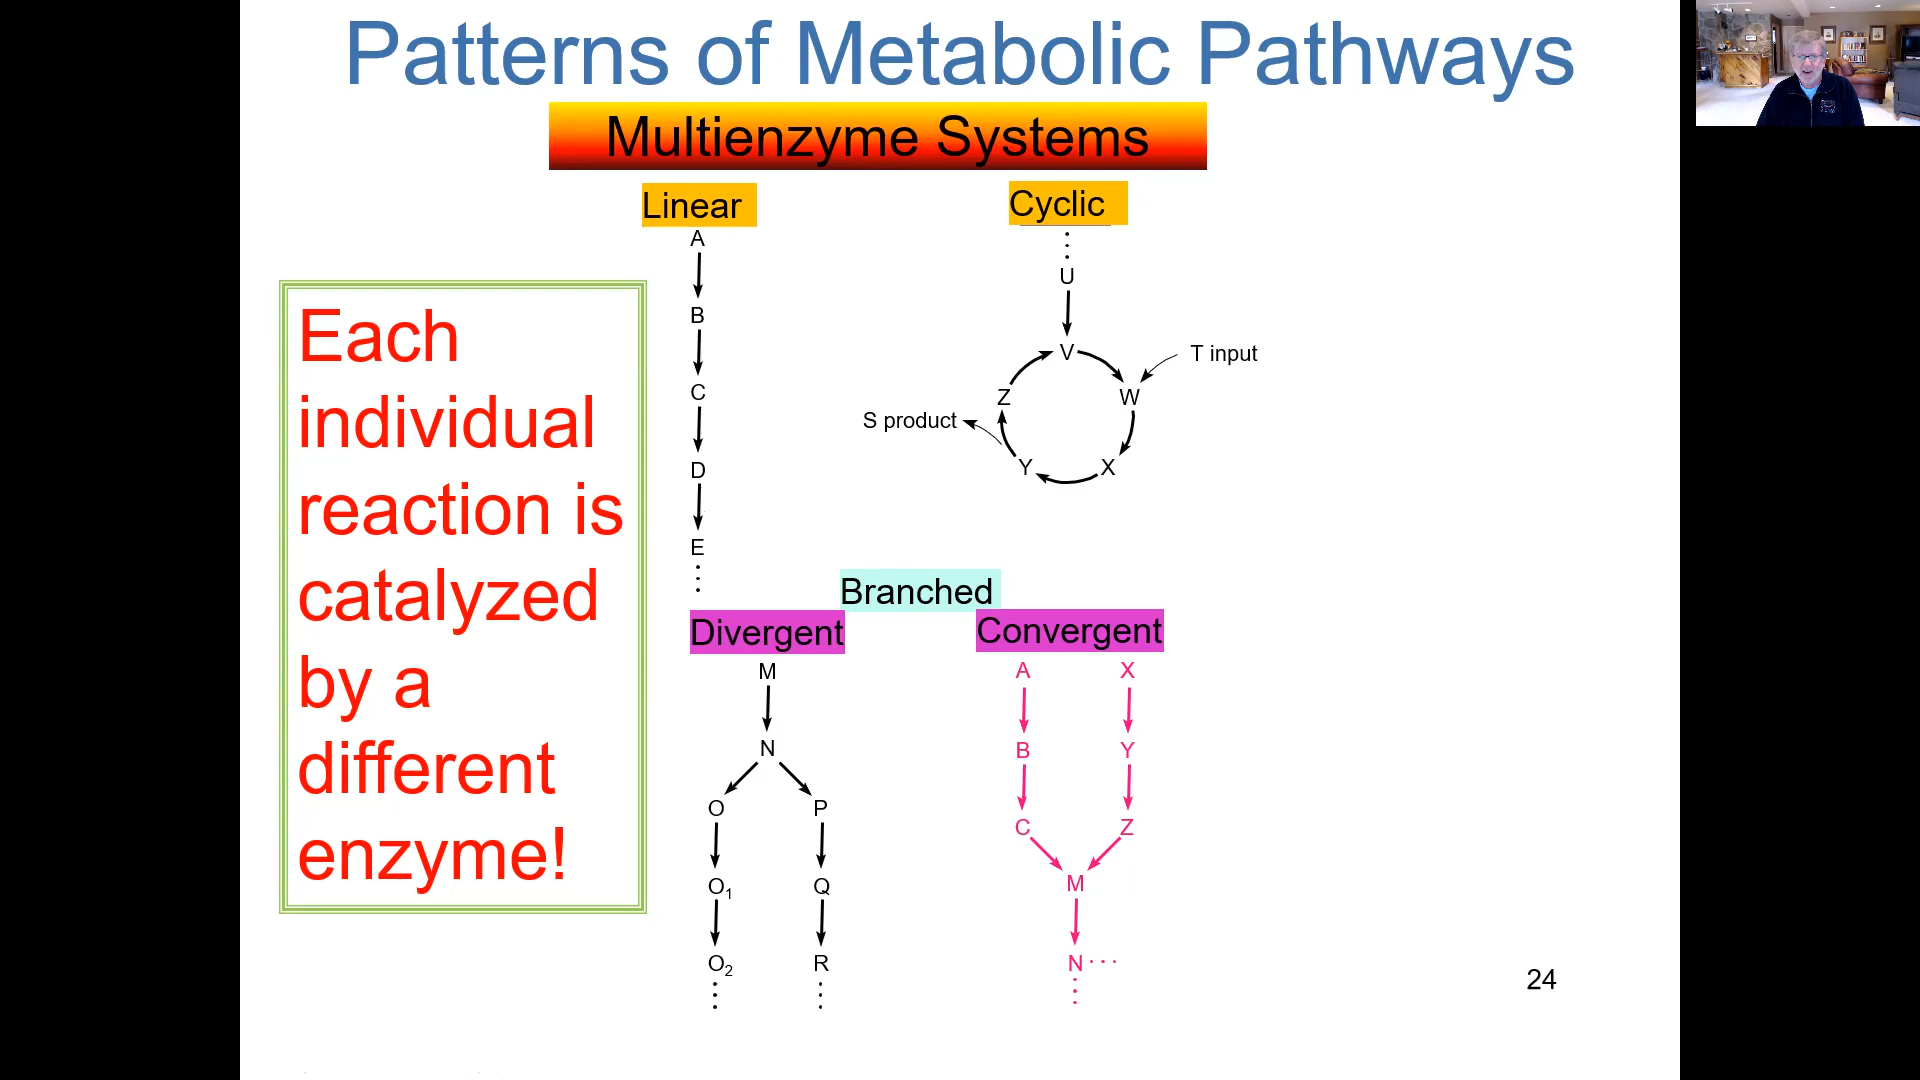 Patterns of Metabolic Pathways
Multienzyme Systems
Linear
A
B
C
D
E
Cyclic
U
V
T input
Z
W
S product
Y
X
Each
individual
reaction is
catalyzed
by a
different
enzyme!
Branched
Divergent
M
N
O
P
O₁
Q
O₂
R
Convergent
A
X
B
Y
C
Z
M
N
24